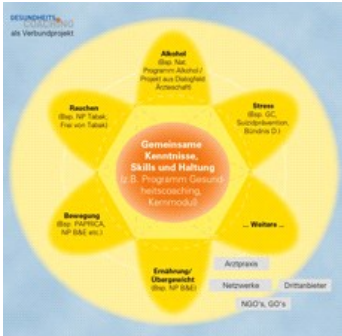 GESUNDHEITS
COACHING
als Verbundprojekt
Alkohol
(Bsp. Nat.
Programm Alkohol /
Projekt aus Dialogfeld
Ärzteschaft)
Rauchen
(Bsp. NP Tabak,
Frei von Tabak)
Stress
(Bsp. GC,
Suizidprävention,
Bündnis D.)
Gemeinsame
Kenntnisse,
Skills und Haltung
(z.B. Programm Gesund-
heitscoaching,
Kernmodul)
Bewegung
(Bsp. PAPRICA,
NP B&E etc.)
... Weitere ...
Ernährung/
Übergewicht
(Bsp. NP B&E)
Arztpraxis
Netzwerke
Drittanbieter
NGO's, GO's